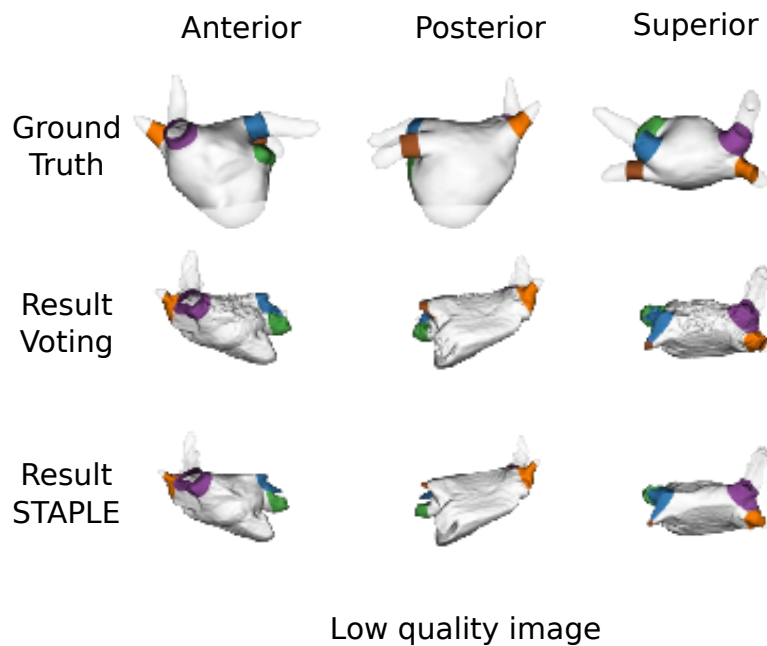 Anterior
Posterior
Superior
Ground
Truth
Result
Voting
Result
STAPLE
Low quality image